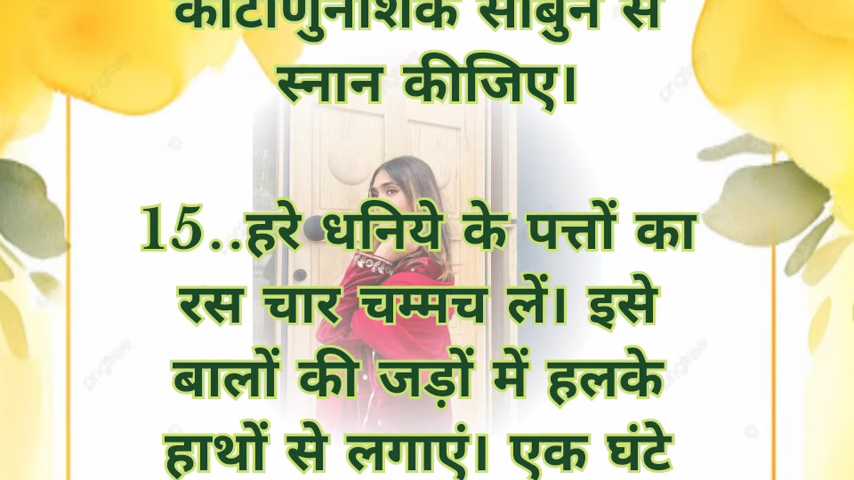 कीटाणुनाशक साबुन से
स्नान कीजिए।
15..हरे धनिये के पत्तों का
रस चार चम्मच लें। इसे
बालों की जड़ों में हलके
हाथों से लगाएं। एक घंटे